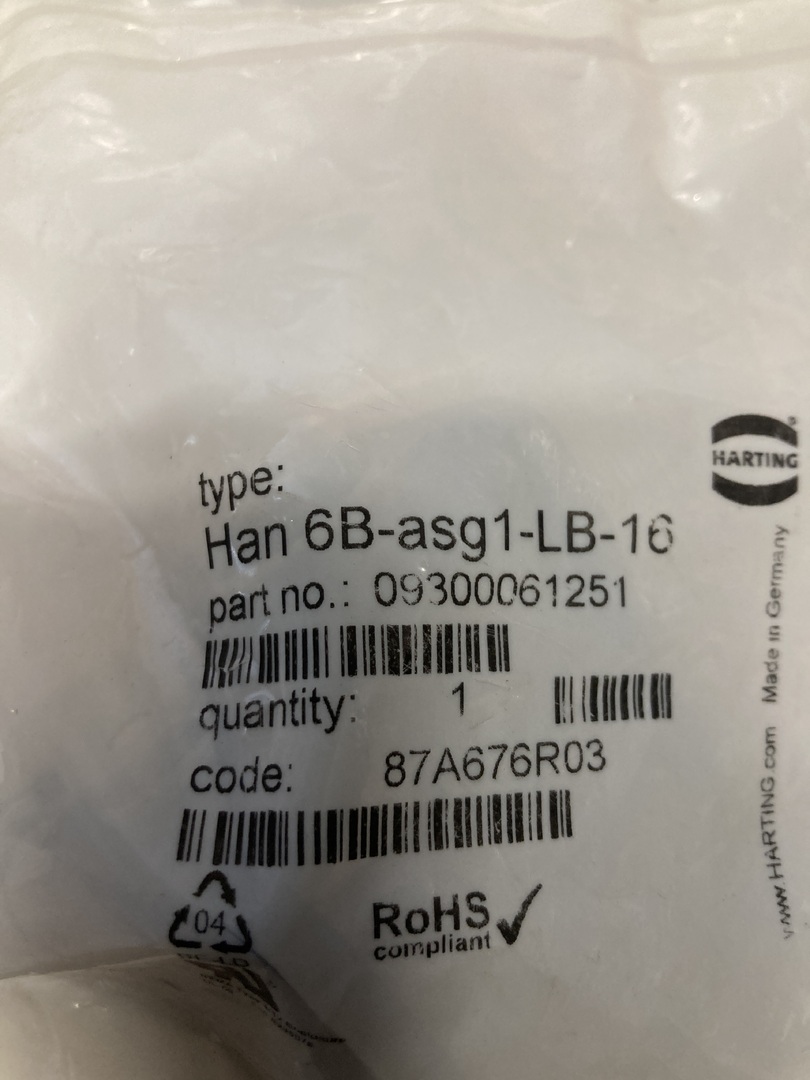 HARTING
type:
Han 6B-asg1-LB-16
part no.: 09300061251
quantity: 1
code: 87A676R03
04
RoHS
compliant
www.HARTING.com Made in Germany